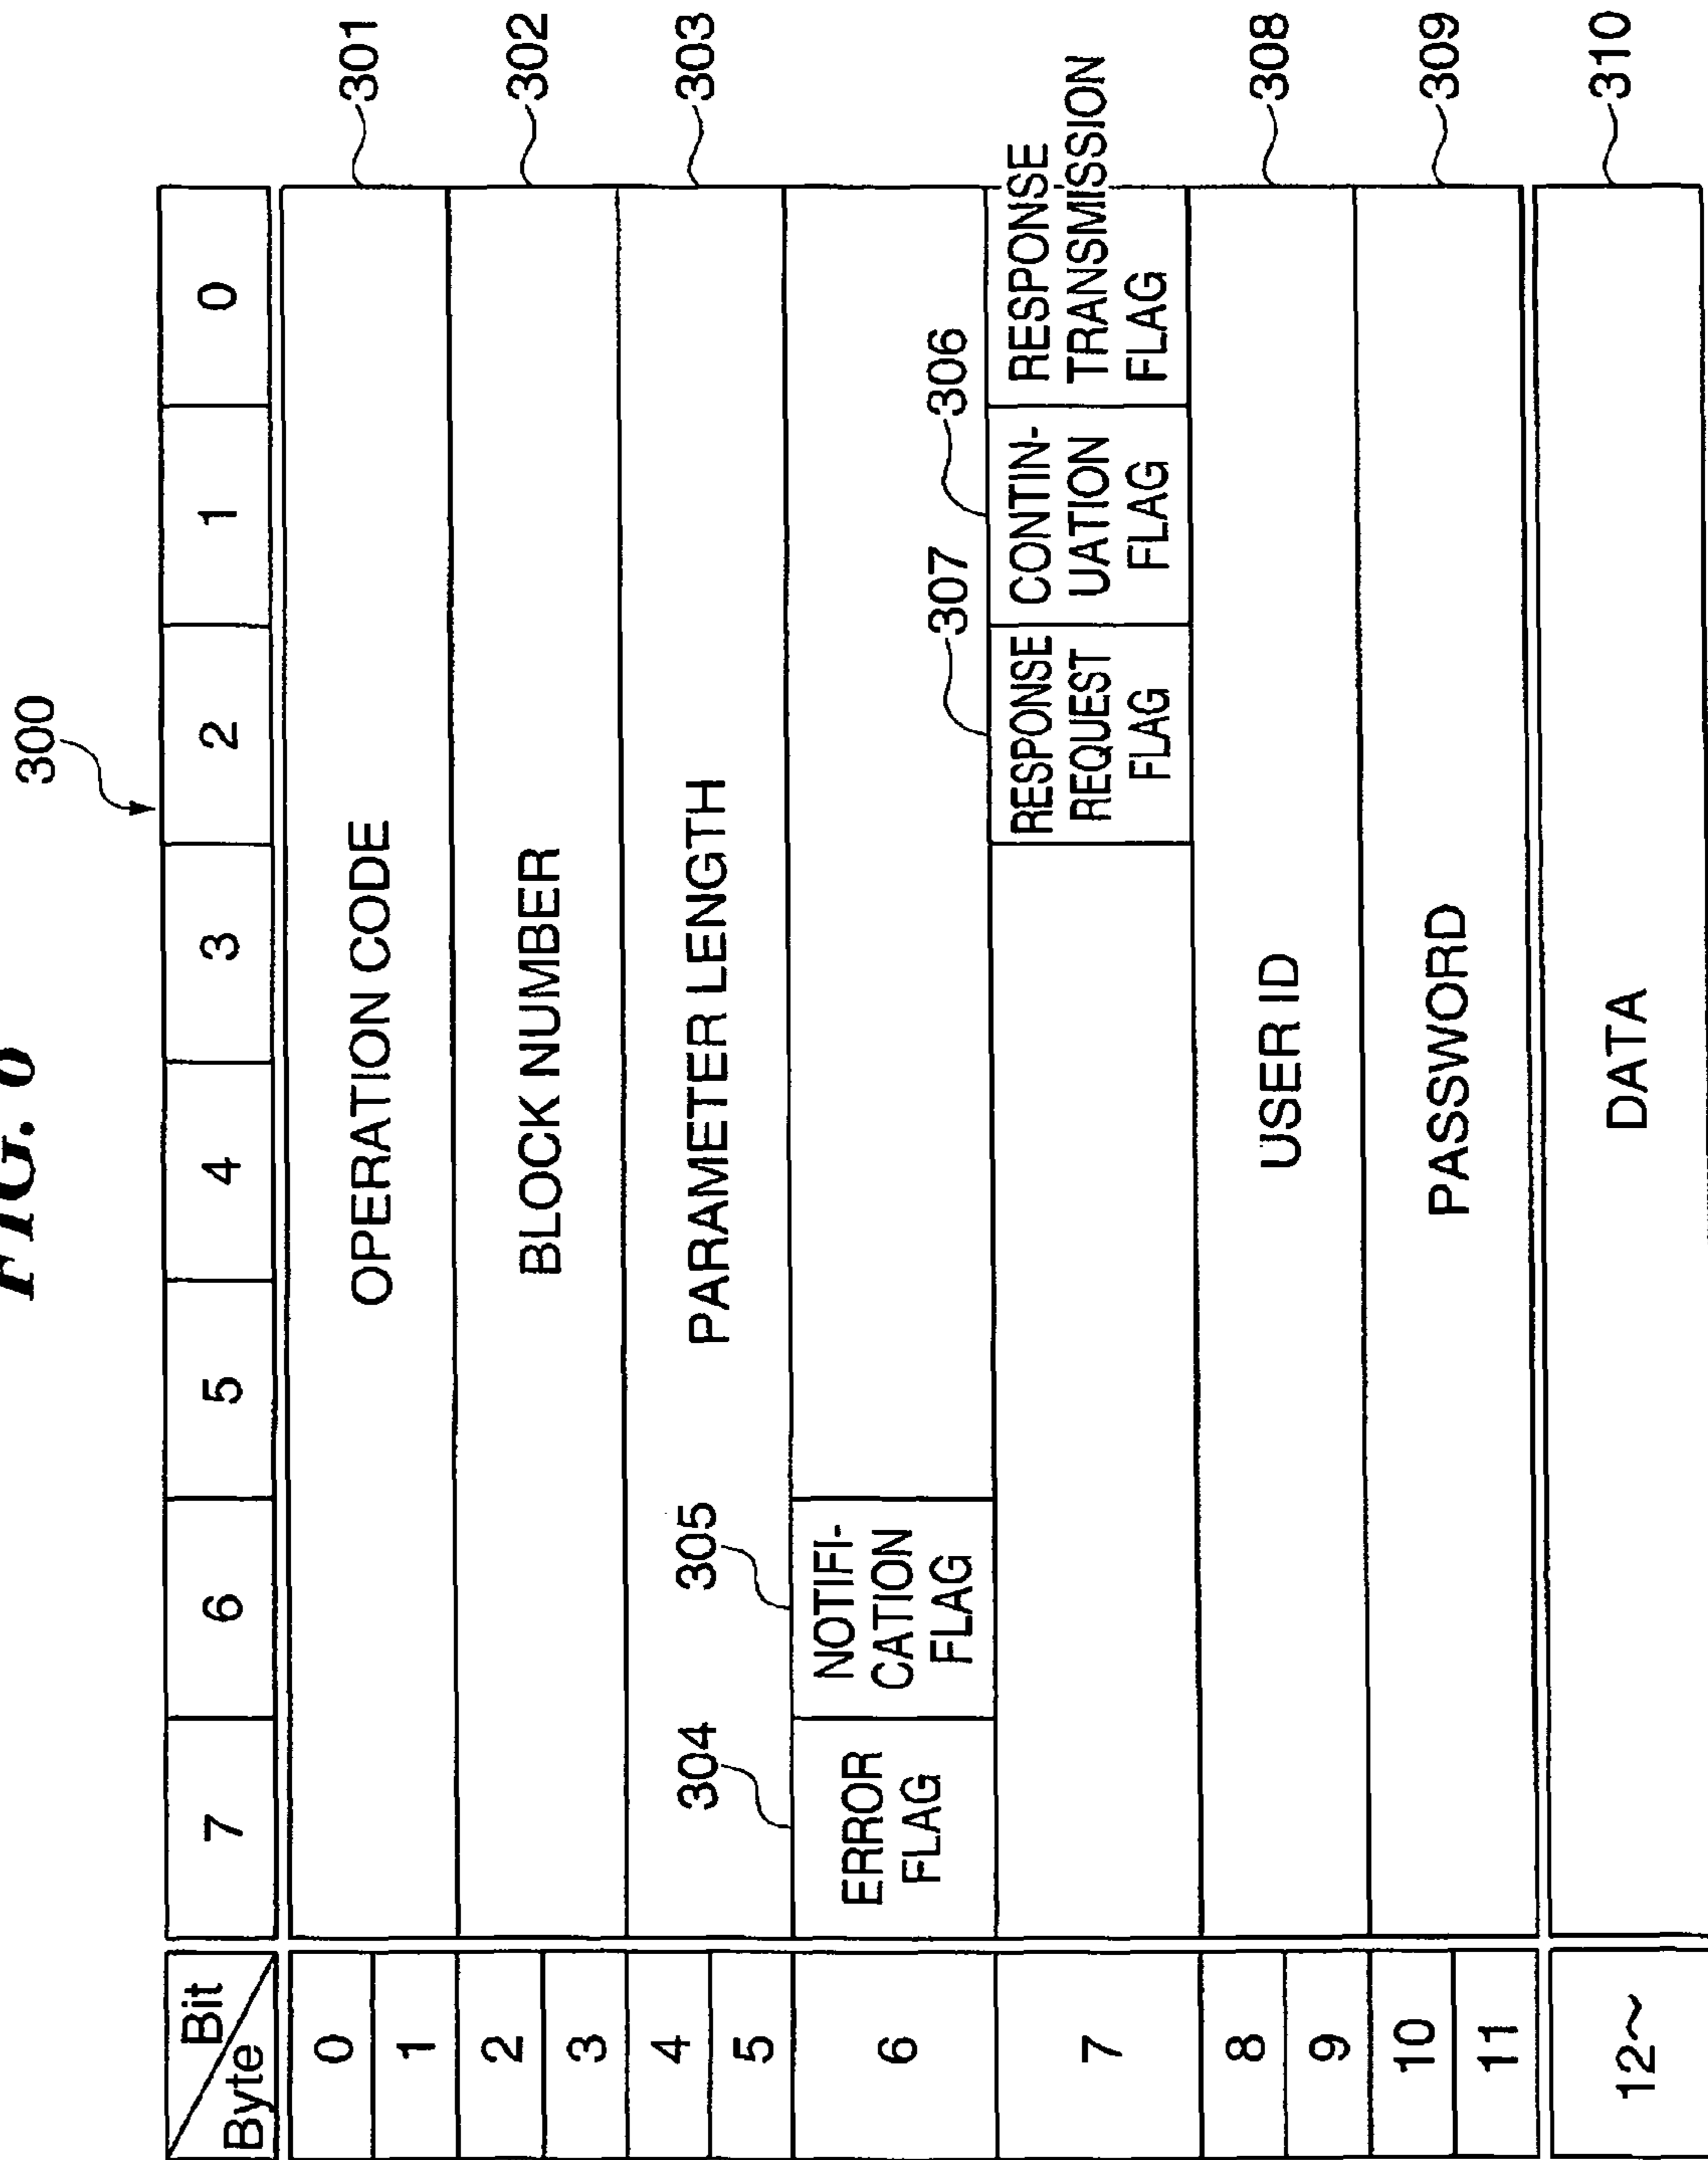 FIG. 6
300
Bit
Byte
7
6
5
4
3
2
1
0
0
1
OPERATION CODE
301
2
3
BLOCK NUMBER
302
4
5
PARAMETER LENGTH
303
304
305
6
ERROR
FLAG
NOTIFI-
CATION
FLAG
307
306
7
RESPONSE
REQUEST
FLAG
CONTIN-
UATION
FLAG
RESPONSE
TRANSMISSION
FLAG
8
9
USER ID
308
10
11
PASSWORD
309
12~
DATA
310